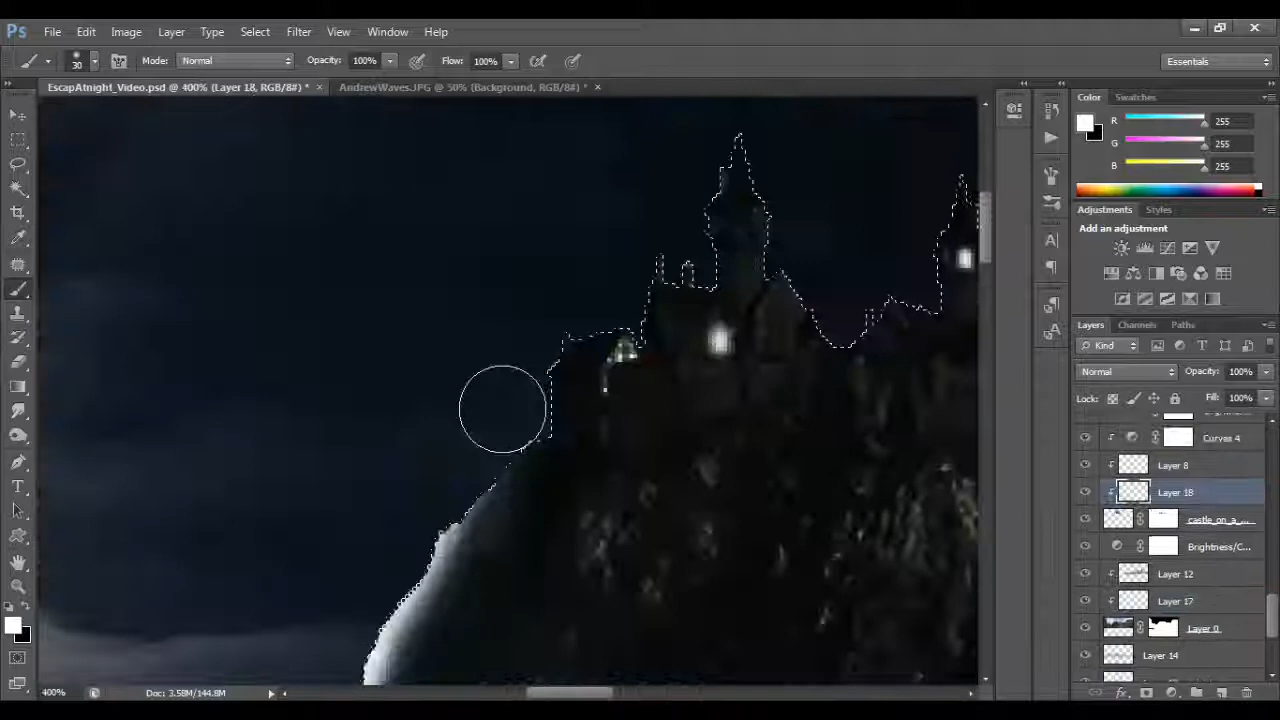 Ps File Edit Image Layer Type Select Filter View Window Help
30 Mode: Normal Opacity: 100% Flow: 100% Essentials
EscapAtnight_Video.psd @ 400% (Layer 18, RGB/8#) * × AndrewWaves.JPG @ 50% (Background, RGB/8#) * ×
Color Swatches
R 255
G 255
B 255
Adjustments Styles
Add an adjustment
Layers Channels Paths
Kind
Normal Opacity: 100%
Lock: Fill: 100%
Curves 4
Layer 8
Layer 18
castle_on_a_...
Brightness/C...
Layer 12
Layer 17
Layer 0
Layer 14
400% Doc: 3.58M/144.8M